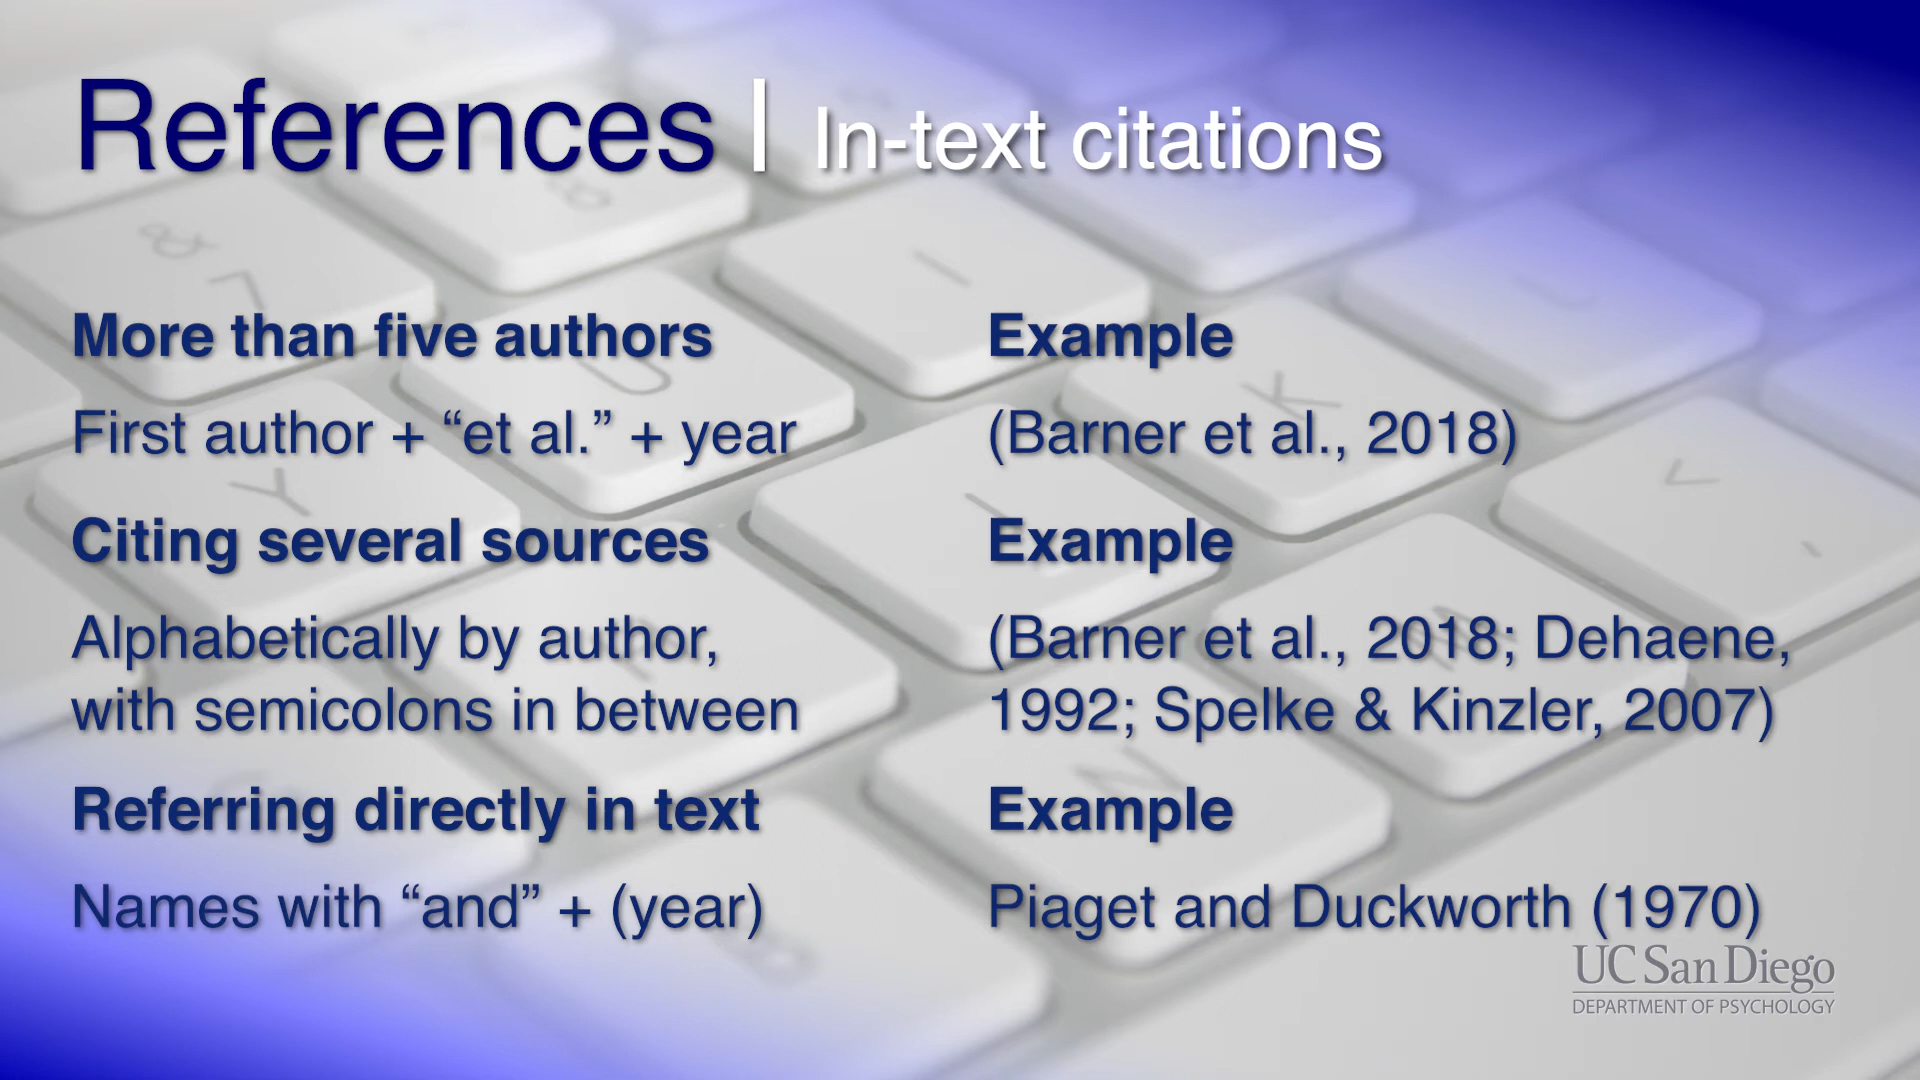 References | In-text citations
More than five authors
Example
First author + “et al.” + year
(Barner et al., 2018)
Citing several sources
Example
Alphabetically by author,
with semicolons in between
(Barner et al., 2018; Dehaene,
1992; Spelke & Kinzler, 2007)
Referring directly in text
Example
Names with “and” + (year)
Piaget and Duckworth (1970)
UC San Diego
DEPARTMENT OF PSYCHOLOGY